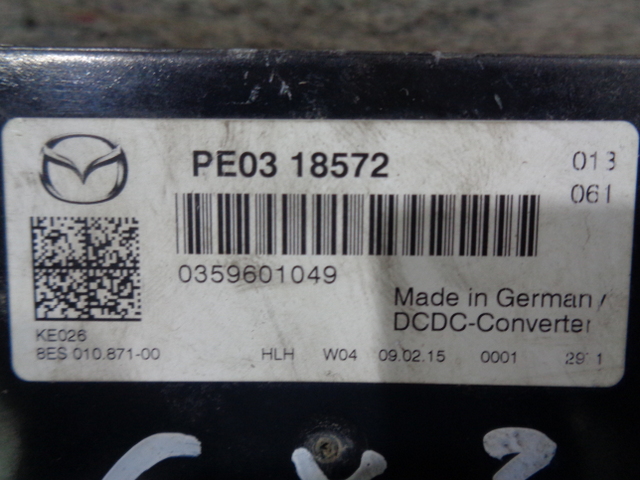 PE03 18572
013
061
0359601049
Made in Germany
DCDC-Converter
KE026
8ES 010.871-00 HLH W04 09.02.15 0001